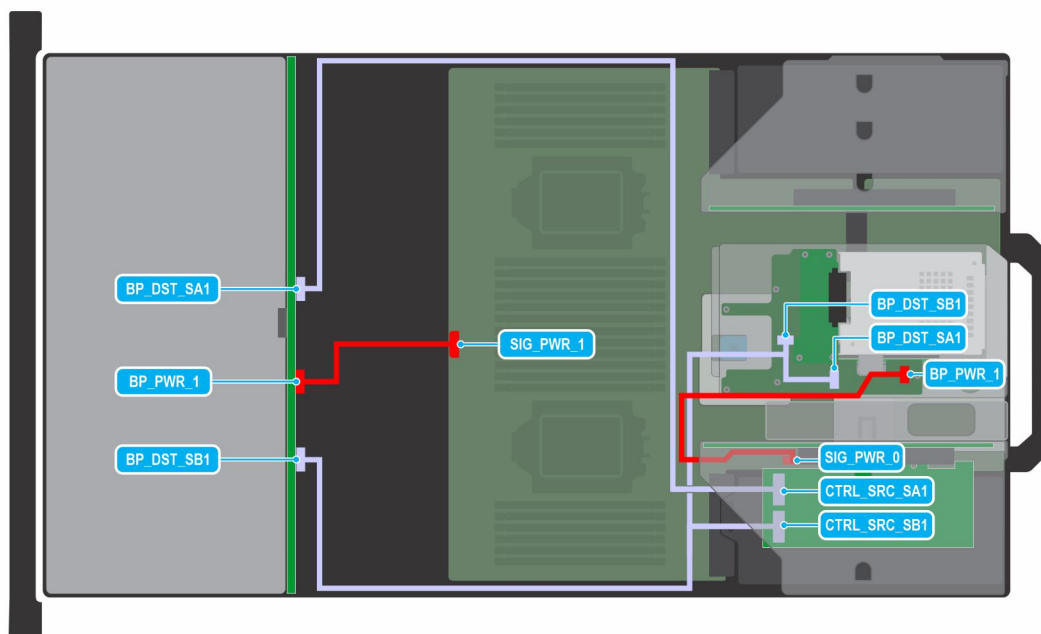 BP_DST_SA1
BP_DST_SB1
BP_DST_SA1
SIG_PWR_1
BP_PWR_1
BP_PWR_1
BP_DST_SB1
SIG_PWR_0
CTRL_SRC_SA1
CTRL_SRC_SB1